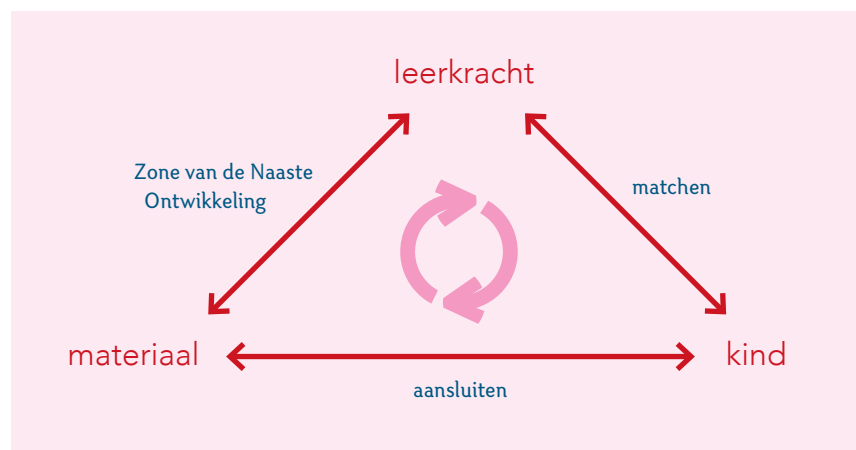 leerkracht
Zone van de Naaste
Ontwikkeling
matchen
materiaal
kind
aansluiten